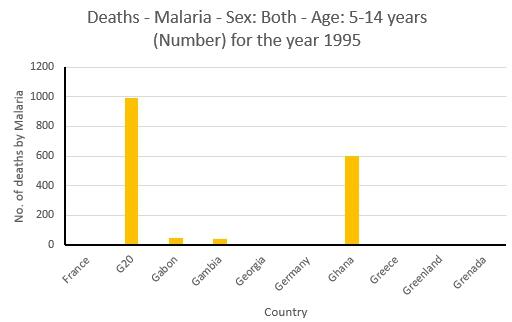 Deaths - Malaria - Sex: Both - Age: 5-14 years
(Number) for the year 1995
1200
1000
800
600
400
200
0
No. of deaths by Malaria
France
G20
Gabon
Gambia
Georgia
Germany
Ghana
Greece
Greenland
Grenada
Country